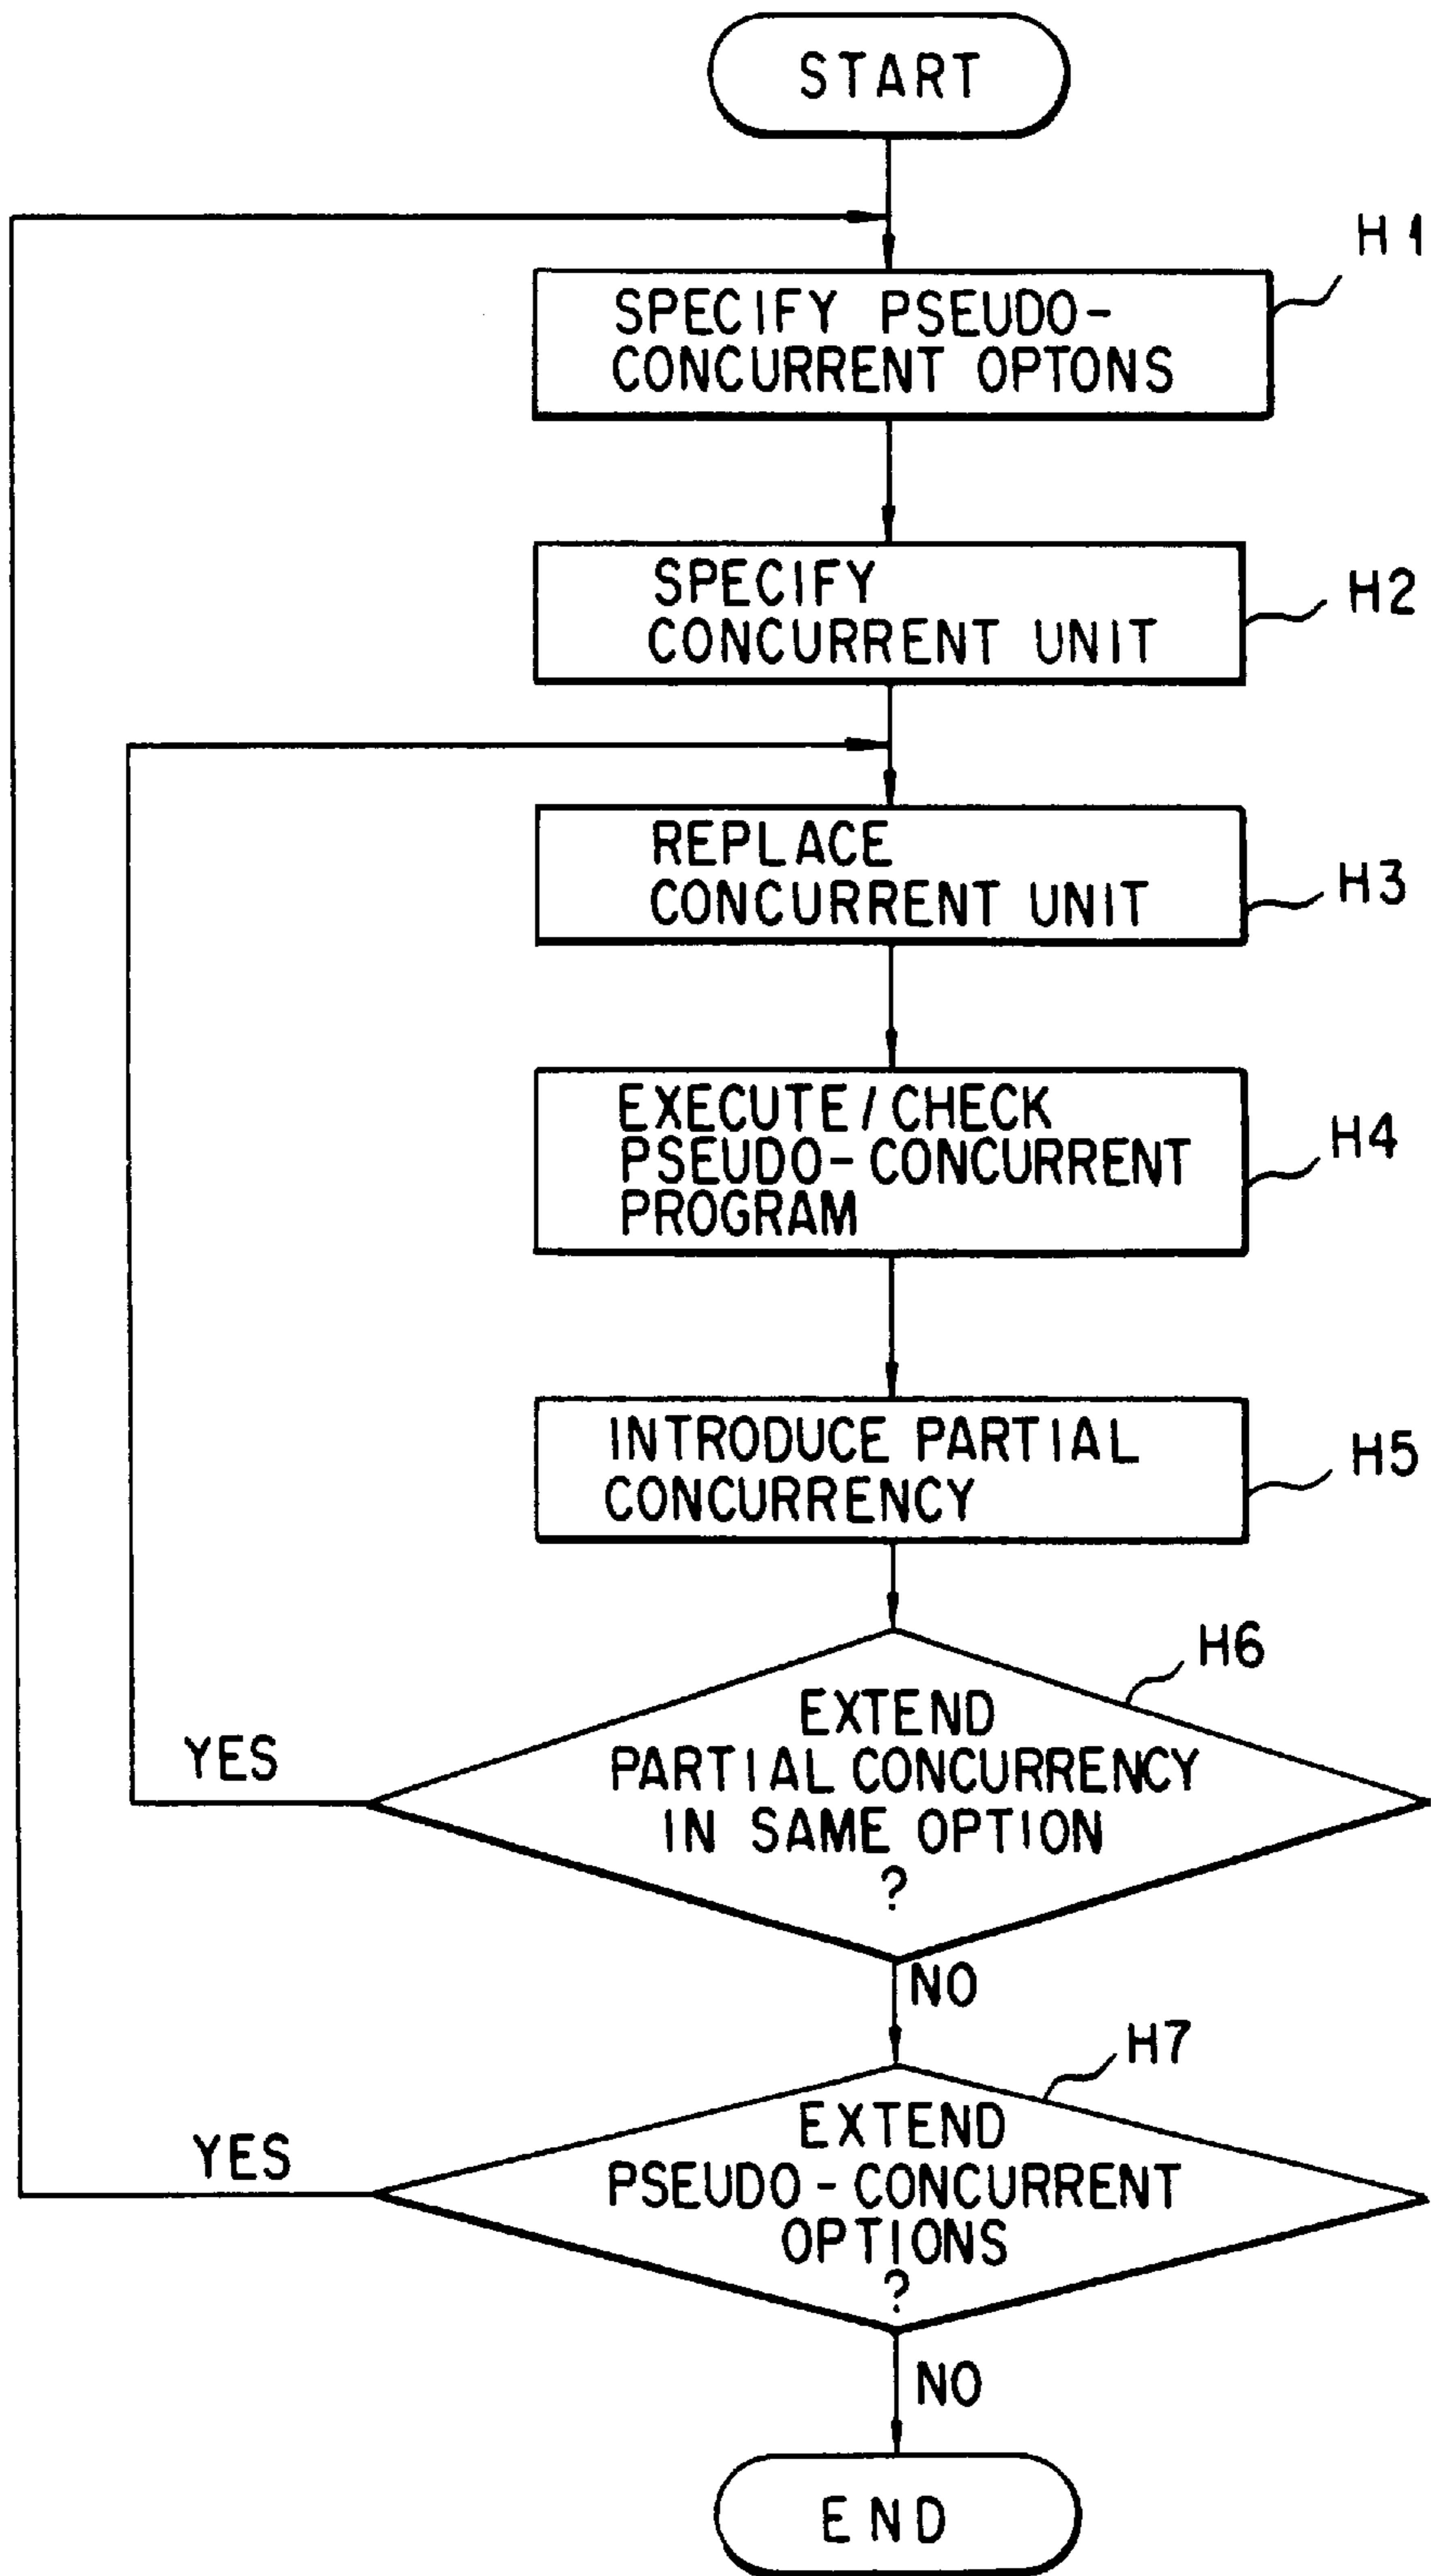 START
H1
SPECIFY PSEUDO-
CONCURRENT OPTONS
SPECIFY
CONCURRENT UNIT
H2
REPLACE
CONCURRENT UNIT
H3
EXECUTE/CHECK
PSEUDO-CONCURRENT
PROGRAM
H4
INTRODUCE PARTIAL
CONCURRENCY
H5
H6
EXTEND
PARTIAL CONCURRENCY
IN SAME OPTION
?
YES
NO
H7
EXTEND
PSEUDO-CONCURRENT
OPTIONS
?
YES
NO
END